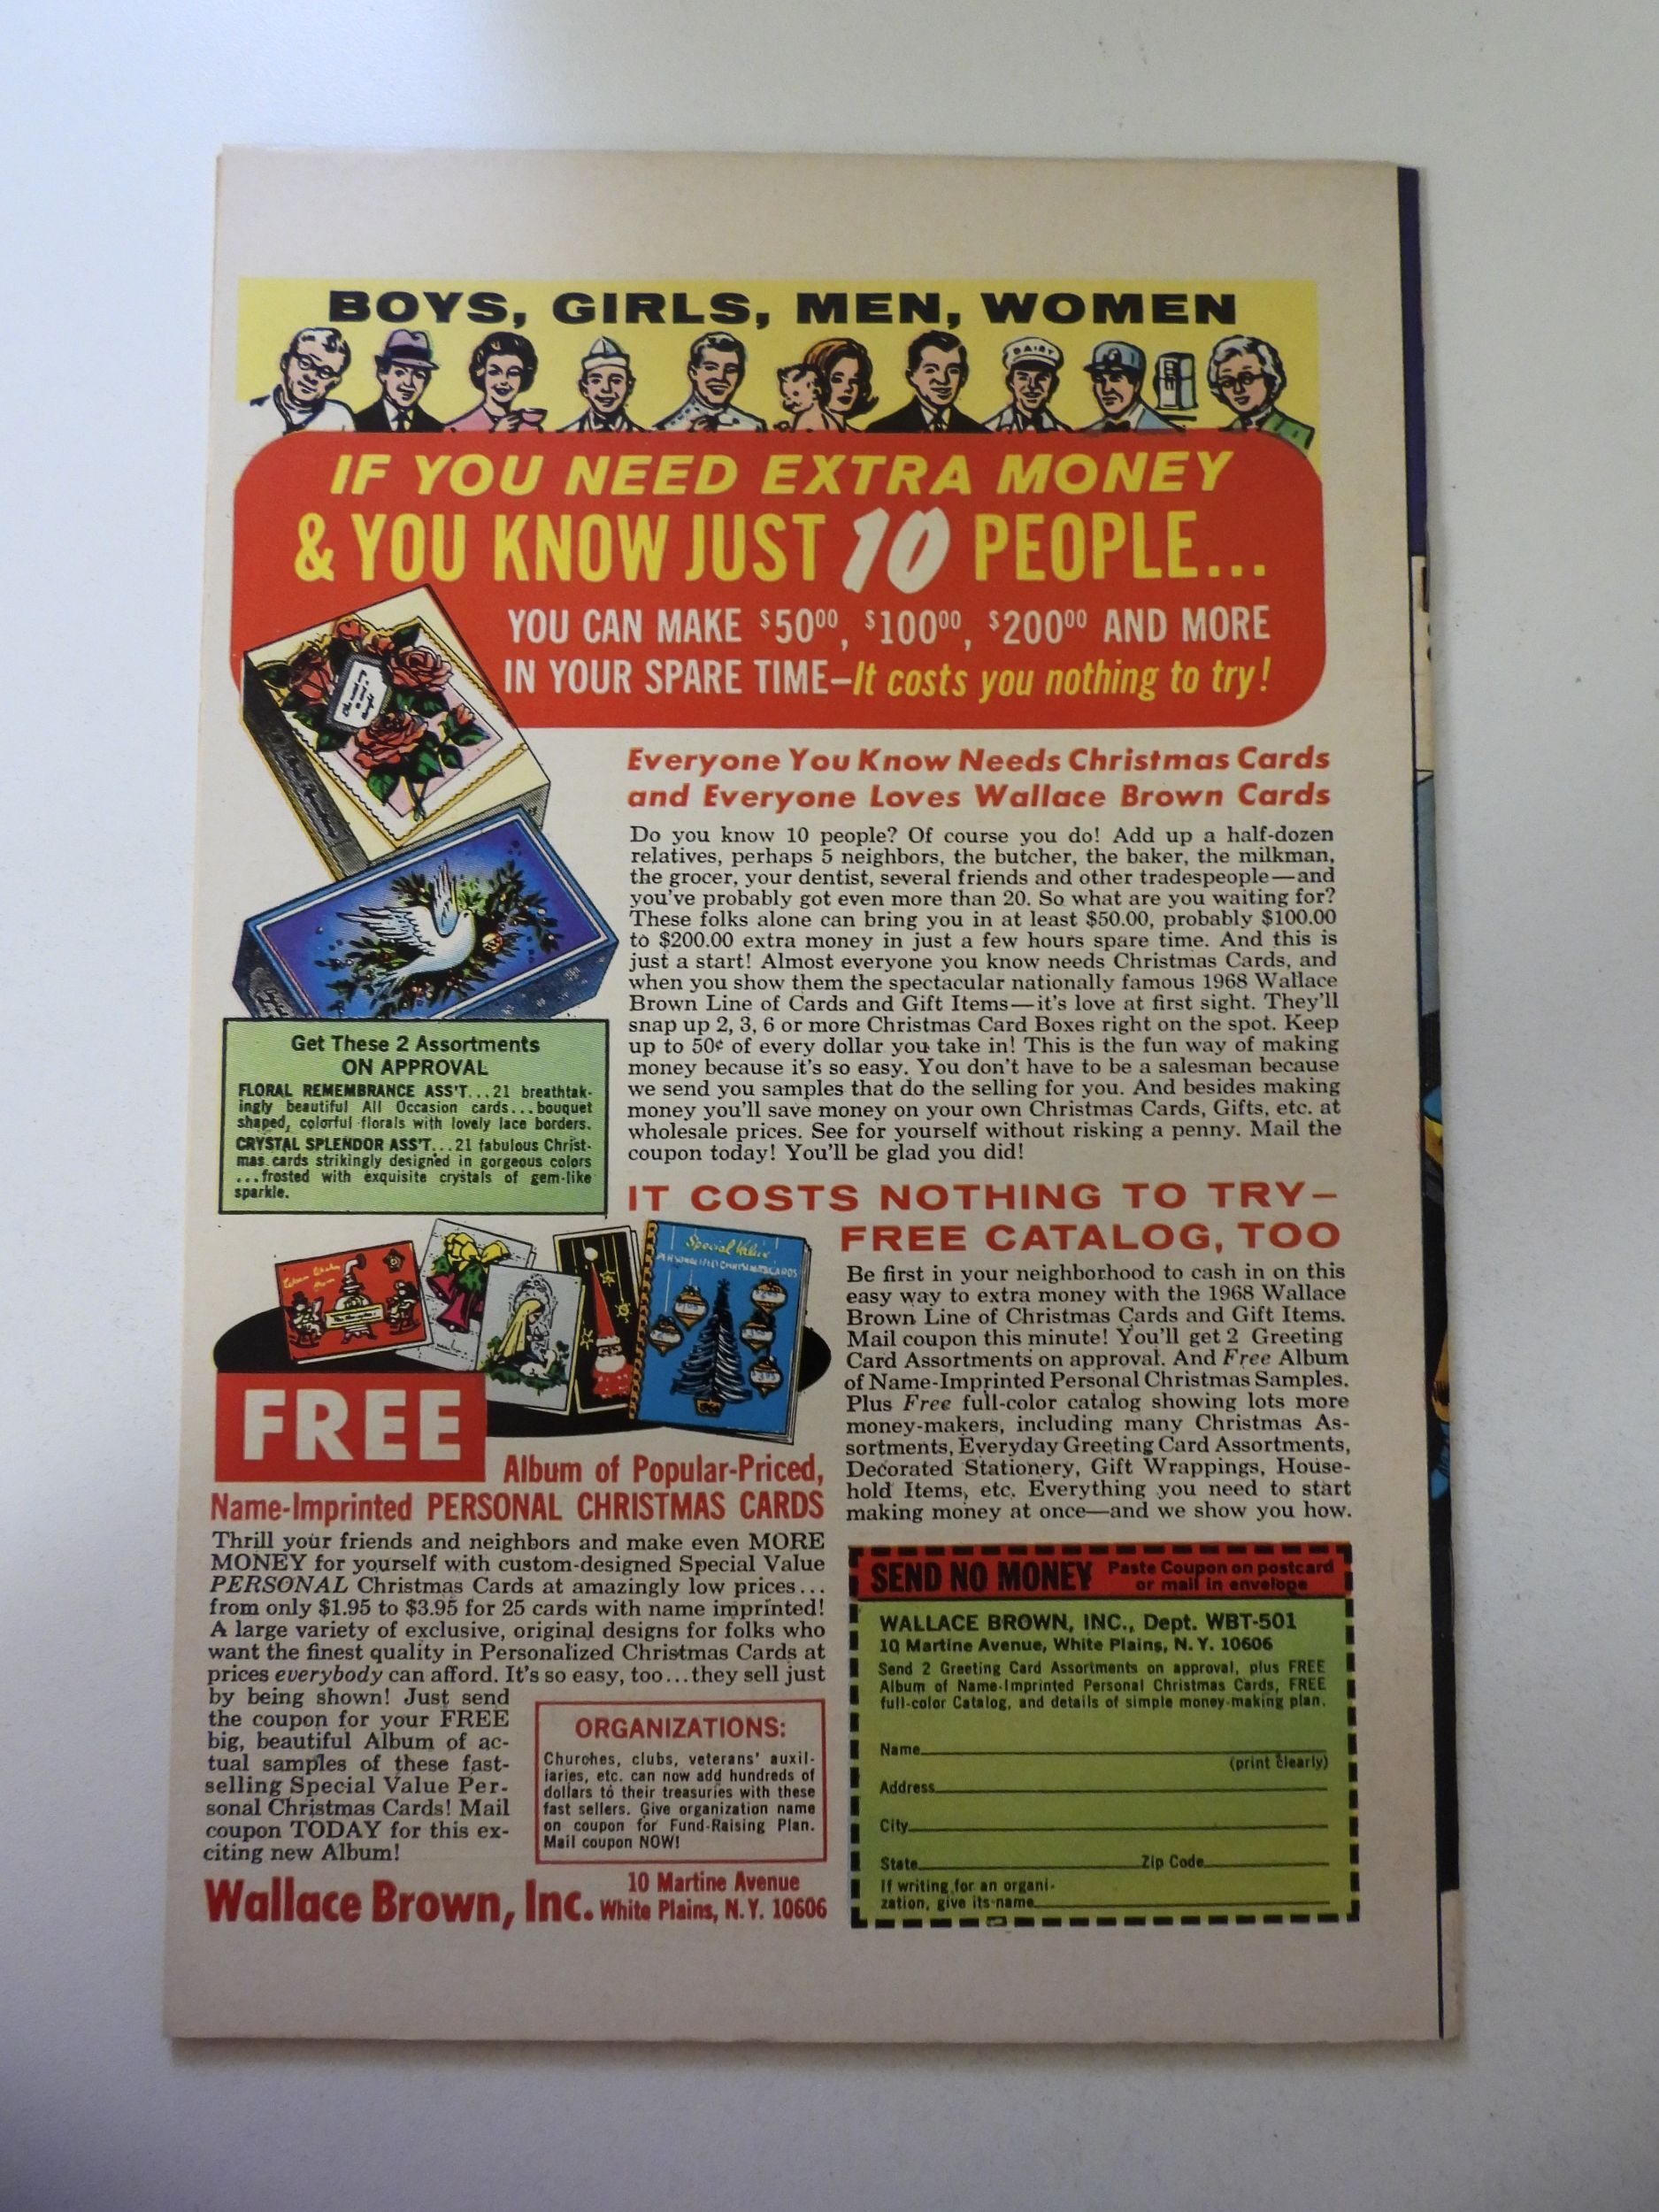 BOYS, GIRLS, MEN, WOMEN
DAIRY
IF YOU NEED EXTRA MONEY
& YOU KNOW JUST 10 PEOPLE...
YOU CAN MAKE $50⁰⁰, $100⁰⁰, $200⁰⁰ AND MORE
IN YOUR SPARE TIME—It costs you nothing to try!
Everyone You Know Needs Christmas Cards
and Everyone Loves Wallace Brown Cards
Do you know 10 people? Of course you do! Add up a half-dozen
relatives, perhaps 5 neighbors, the butcher, the baker, the milkman,
the grocer, your dentist, several friends and other tradespeople—and
you've probably got even more than 20. So what are you waiting for?
These folks alone can bring you in at least $50.00, probably $100.00
to $200.00 extra money in just a few hours spare time. And this is
just a start! Almost everyone you know needs Christmas Cards, and
when you show them the spectacular nationally famous 1968 Wallace
Brown Line of Cards and Gift Items—it's love at first sight. They'll
snap up 2, 3, 6 or more Christmas Card Boxes right on the spot. Keep
up to 50¢ of every dollar you take in! This is the fun way of making
money because it's so easy. You don't have to be a salesman because
we send you samples that do the selling for you. And besides making
money you'll save money on your own Christmas Cards, Gifts, etc. at
wholesale prices. See for yourself without risking a penny. Mail the
coupon today! You'll be glad you did!
Get These 2 Assortments
ON APPROVAL
FLORAL REMEMBRANCE ASS'T...21 breathtak-
ingly beautiful All Occasion cards...bouquet
shaped, colorful florals with lovely lace borders.
CRYSTAL SPLENDOR ASS'T...21 fabulous Christ-
mas cards strikingly designed in gorgeous colors
...frosted with exquisite crystals of gem-like
sparkle.
IT COSTS NOTHING TO TRY—
FREE CATALOG, TOO
Be first in your neighborhood to cash in on this
easy way to extra money with the 1968 Wallace
Brown Line of Christmas Cards and Gift Items.
Mail coupon this minute! You'll get 2 Greeting
Card Assortments on approval. And Free Album
of Name-Imprinted Personal Christmas Samples.
Plus Free full-color catalog showing lots more
money-makers, including many Christmas As-
sortments, Everyday Greeting Card Assortments,
Decorated Stationery, Gift Wrappings, House-
hold Items, etc. Everything you need to start
making money at once—and we show you how.
Special Value
PERSONALIZED CHRISTMAS CARDS
FREE
Album of Popular-Priced,
Name-Imprinted PERSONAL CHRISTMAS CARDS
Thrill your friends and neighbors and make even MORE
MONEY for yourself with custom-designed Special Value
PERSONAL Christmas Cards at amazingly low prices...
from only $1.95 to $3.95 for 25 cards with name imprinted!
A large variety of exclusive, original designs for folks who
want the finest quality in Personalized Christmas Cards at
prices everybody can afford. It's so easy, too...they sell just
by being shown! Just send
the coupon for your FREE
big, beautiful Album of ac-
tual samples of these fast-
selling Special Value Per-
sonal Christmas Cards! Mail
coupon TODAY for this ex-
citing new Album!
ORGANIZATIONS:
Churches, clubs, veterans' auxil-
iaries, etc. can now add hundreds of
dollars to their treasuries with these
fast sellers. Give organization name
on coupon for Fund-Raising Plan.
Mail coupon NOW!
Wallace Brown, Inc.
10 Martine Avenue
White Plains, N.Y. 10606
SEND NO MONEY Paste Coupon on postcard
or mail in envelope
WALLACE BROWN, INC., Dept. WBT-501
10 Martine Avenue, White Plains, N.Y. 10606
Send 2 Greeting Card Assortments on approval, plus FREE
Album of Name-Imprinted Personal Christmas Cards, FREE
full-color Catalog, and details of simple money-making plan.
Name
(print clearly)
Address
City
State Zip Code
If writing for an organi-
zation, give its name